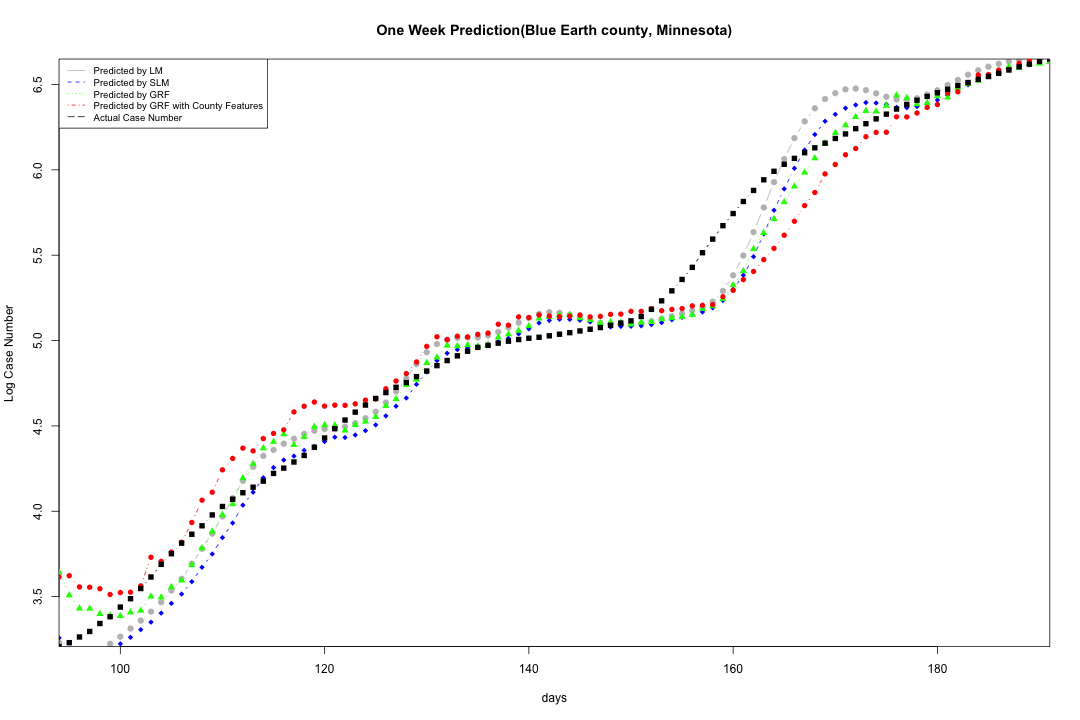 One Week Prediction(Blue Earth county, Minnesota)
Predicted by LM
Predicted by SLM
Predicted by GRF
Predicted by GRF with County Features
Actual Case Number
6.5
6.0
5.5
5.0
4.5
4.0
3.5
Log Case Number
100 120 140 160 180
days